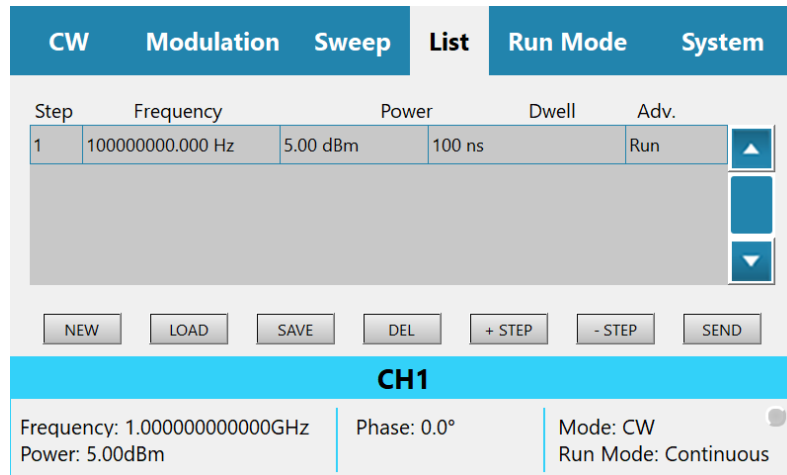 CW Modulation Sweep List Run Mode System
Step Frequency Power Dwell Adv.
1 100000000.000 Hz 5.00 dBm 100 ns Run
NEW LOAD SAVE DEL + STEP - STEP SEND
CH1
Frequency: 1.000000000000GHz Phase: 0.0° Mode: CW
Power: 5.00dBm Run Mode: Continuous